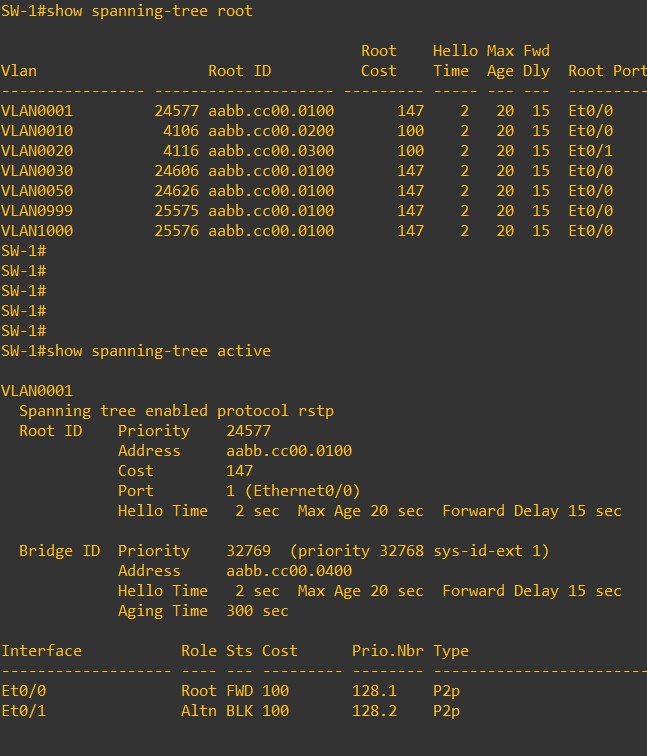 SW-1#show spanning-tree root
Root Hello Max Fwd
Vlan Root ID Cost Time Age Dly Root Port
---------------- -------------------- --------- ----- --- --- ---------
VLAN0001 24577 aabb.cc00.0100 147 2 20 15 Et0/0
VLAN0010 4106 aabb.cc00.0200 100 2 20 15 Et0/0
VLAN0020 4116 aabb.cc00.0300 100 2 20 15 Et0/1
VLAN0030 24606 aabb.cc00.0100 147 2 20 15 Et0/0
VLAN0050 24626 aabb.cc00.0100 147 2 20 15 Et0/0
VLAN0999 25575 aabb.cc00.0100 147 2 20 15 Et0/0
VLAN1000 25576 aabb.cc00.0100 147 2 20 15 Et0/0
SW-1#
SW-1#
SW-1#
SW-1#
SW-1#
SW-1#show spanning-tree active
VLAN0001
Spanning tree enabled protocol rstp
Root ID Priority 24577
Address aabb.cc00.0100
Cost 147
Port 1 (Ethernet0/0)
Hello Time 2 sec Max Age 20 sec Forward Delay 15 sec
Bridge ID Priority 32769 (priority 32768 sys-id-ext 1)
Address aabb.cc00.0400
Hello Time 2 sec Max Age 20 sec Forward Delay 15 sec
Aging Time 300 sec
Interface Role Sts Cost Prio.Nbr Type
------------------- ---- --- --------- -------- ------------------------
Et0/0 Root FWD 100 128.1 P2p
Et0/1 Altn BLK 100 128.2 P2p